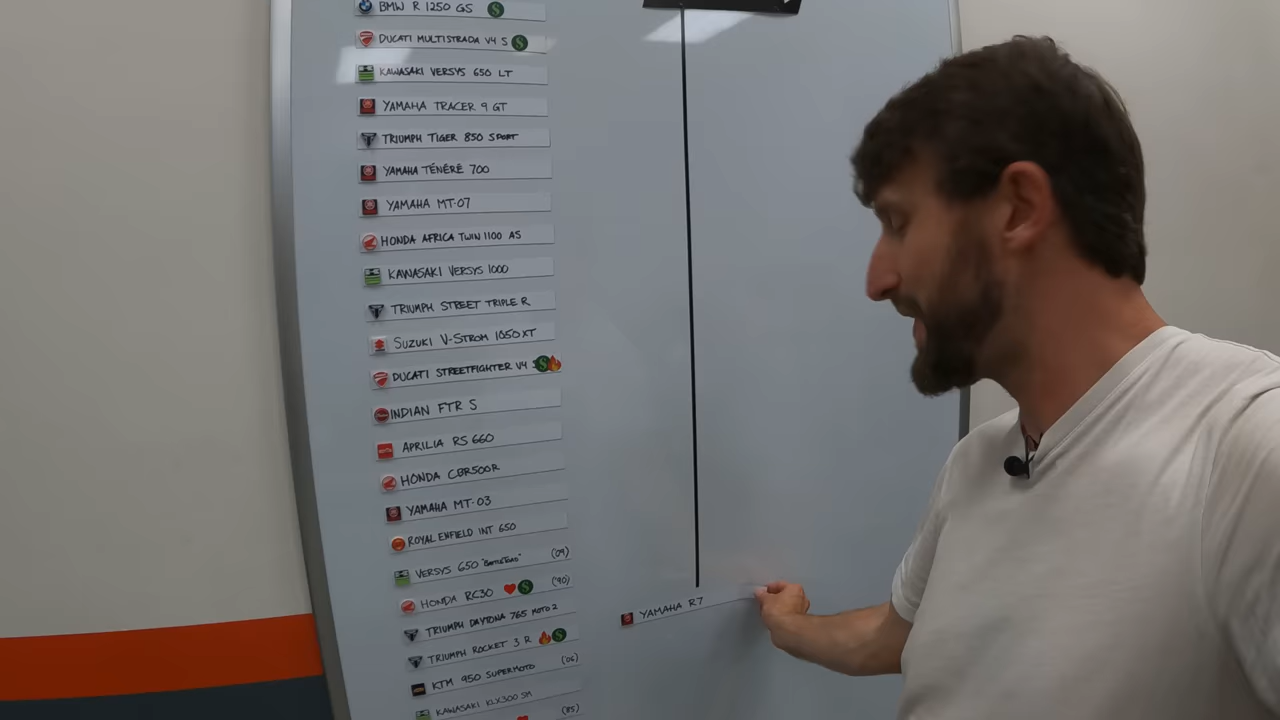 BMW R 1250 GS $
DUCATI MULTISTRADA V4 S $
KAWASAKI VERSYS 650 LT
YAMAHA TRACER 9 GT
TRIUMPH TIGER 850 SPORT
YAMAHA TÉNÉRÉ 700
YAMAHA MT-07
HONDA AFRICA TWIN 1100 AS
KAWASAKI VERSYS 1000
TRIUMPH STREET TRIPLE R
SUZUKI V-STROM 1050XT
DUCATI STREETFIGHTER V4 $
INDIAN FTR S
APRILIA RS 660
HONDA CBR500R
YAMAHA MT-03
ROYAL ENFIELD INT 650
VERSYS 650 (09)
HONDA RC30 $ (90)
TRIUMPH DAYTONA 765 MOTO 2
TRIUMPH ROCKET 3 R $
KTM 950 SUPERMOTO (06)
KAWASAKI KLX300 SM
(85)
YAMAHA R7